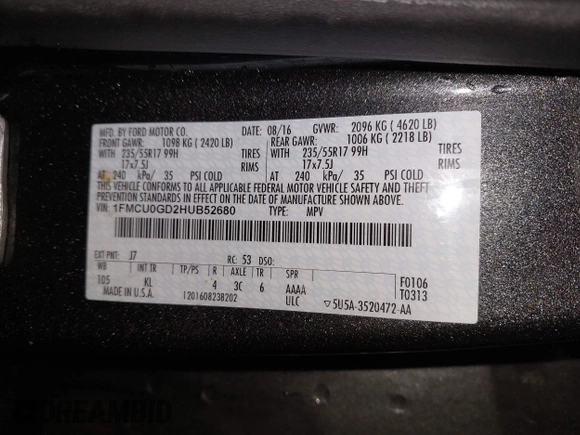 MFD. BY FORD MOTOR CO.
DATE: 08/16 GVWR: 2096 KG ( 4620 LB)
FRONT GAWR: 1098 KG ( 2420 LB) REAR GAWR: 1006 KG ( 2218 LB)
WITH 235/55R17 99H TIRES WITH 235/55R17 99H TIRES
17x7.5J RIMS 17x7.5J RIMS
AT 240 kPa/ 35 PSI COLD AT 240 kPa/ 35 PSI COLD
THIS VEHICLE CONFORMS TO ALL APPLICABLE FEDERAL MOTOR VEHICLE SAFETY AND THEFT
PREVENTION STANDARDS IN EFFECT ON THE DATE OF MANUFACTURE SHOWN ABOVE.
VIN: 1FMCU0GD2HUB52680 TYPE: MPV
EXT PNT: J7 RC: 53 DSO:
WB INT TR TP/PS R AXLE TR SPR
105 KL 4 3C 6 AAAA F0106
MADE IN U.S.A. 120160823B202 ULC T0313
▽5U5A-3520472-AA
DREAMBID